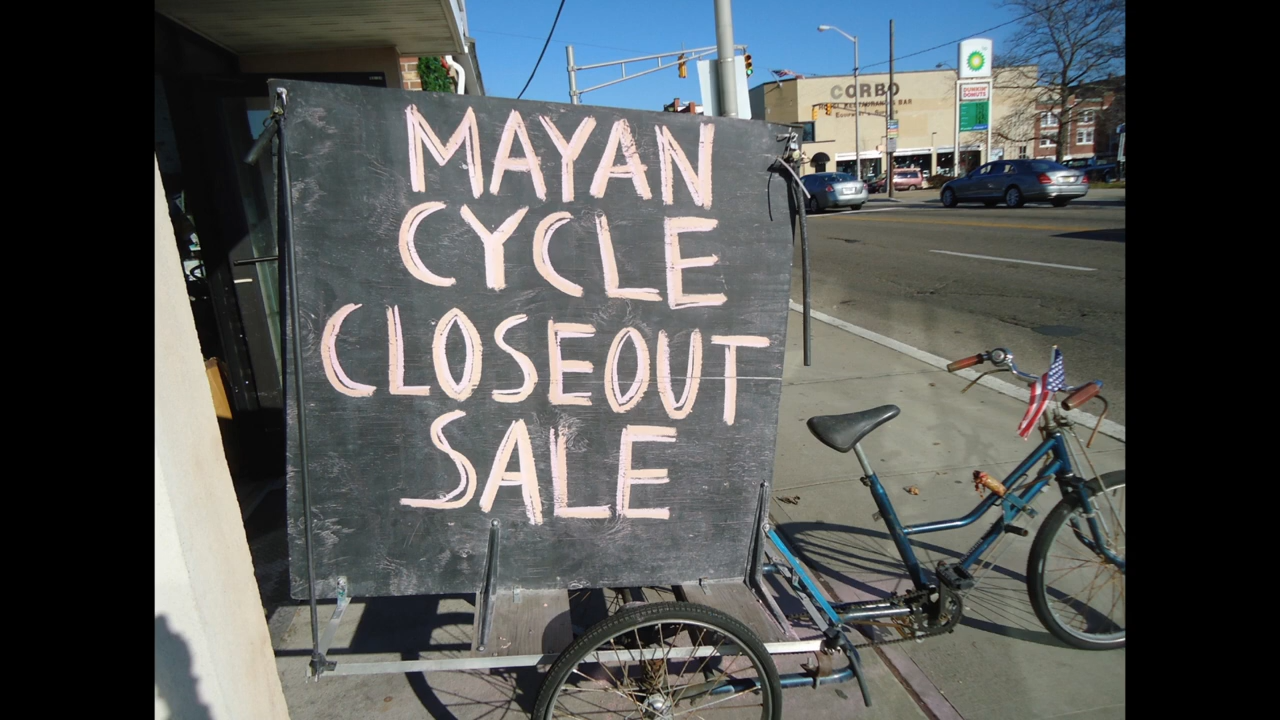 MAYAN
CYCLE
CLOSEOUT
SALE
CORBO
DUNKIN'
DONUTS